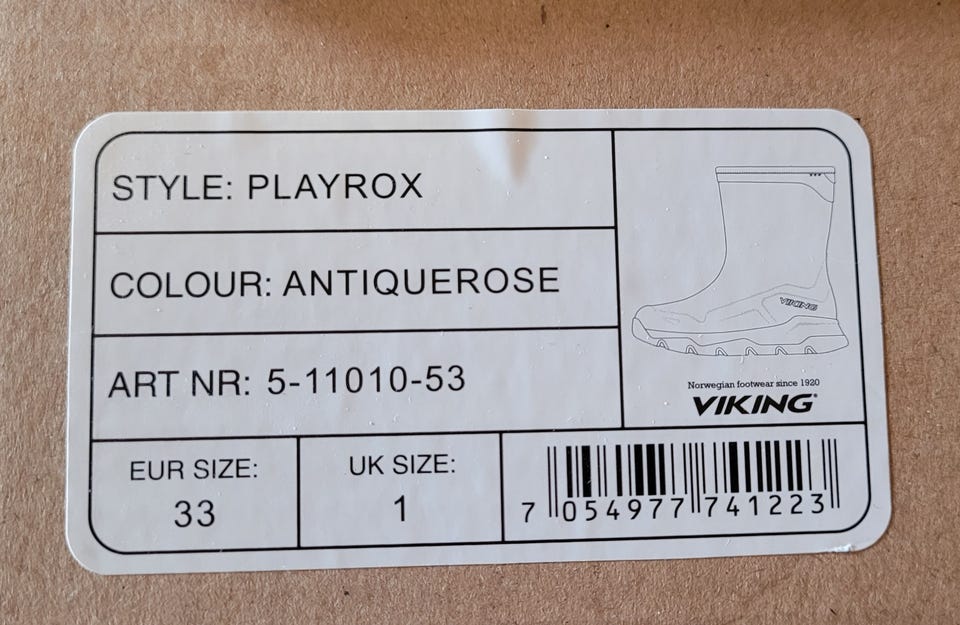 STYLE: PLAYROX
COLOUR: ANTIQUEROSE
ART NR: 5-11010-53
VIKING
Norwegian footwear since 1920
VIKING®
EUR SIZE:
33
UK SIZE:
1
7 054977 741223